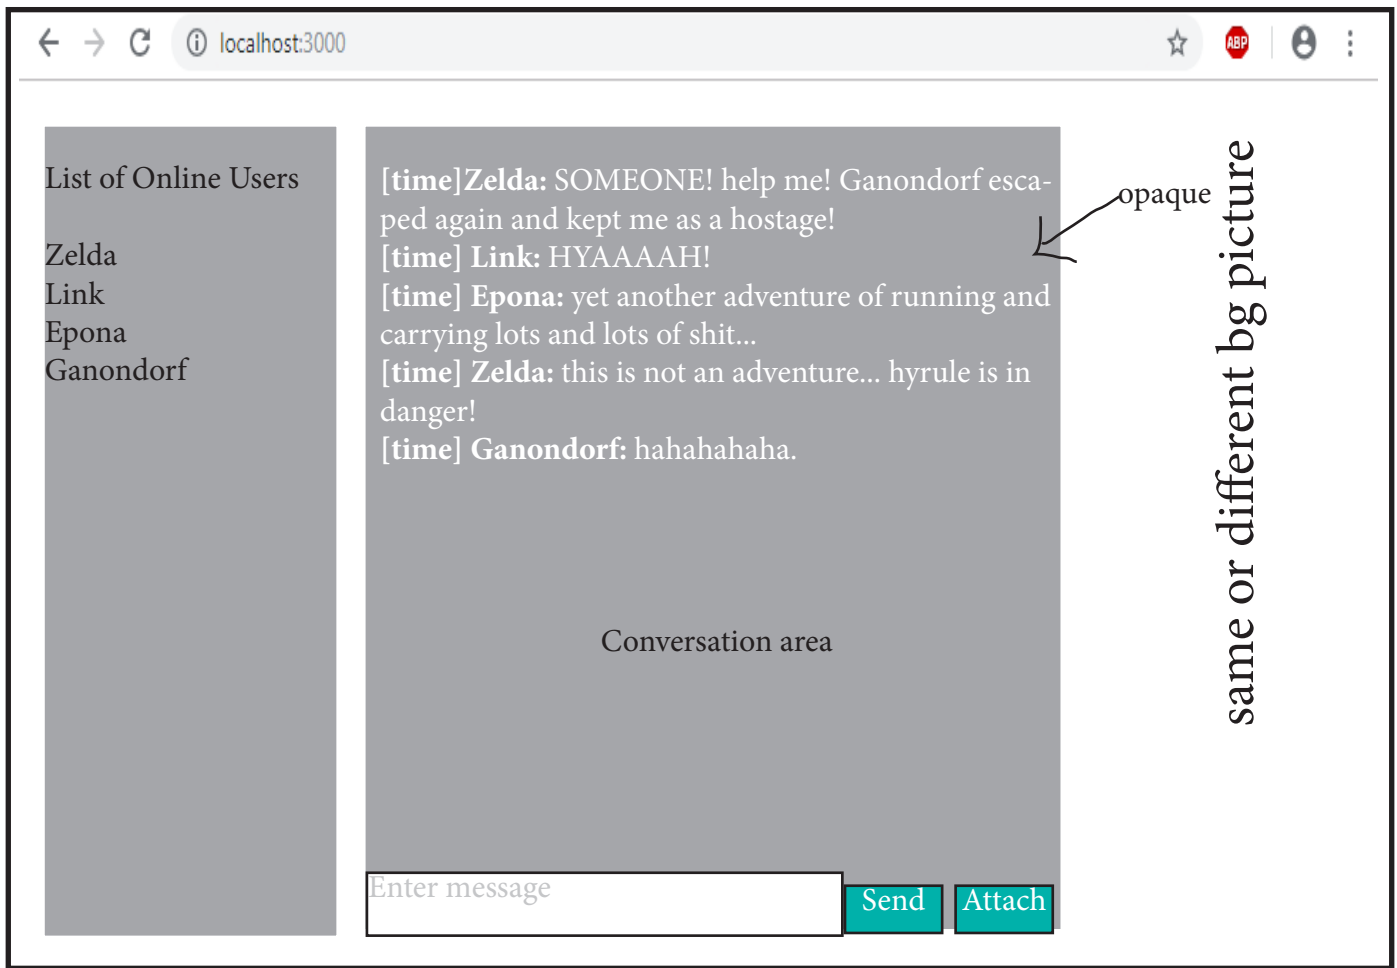 localhost:3000
ABP
List of Online Users
Zelda
Link
Epona
Ganondorf
[time]Zelda: SOMEONE! help me! Ganondorf esca-
ped again and kept me as a hostage!
[time] Link: HYAAAAH!
[time] Epona: yet another adventure of running and
carrying lots and lots of shit...
[time] Zelda: this is not an adventure... hyrule is in
danger!
[time] Ganondorf: hahahahaha.
Conversation area
Enter message
Send
Attach
opaque
same or different bg picture